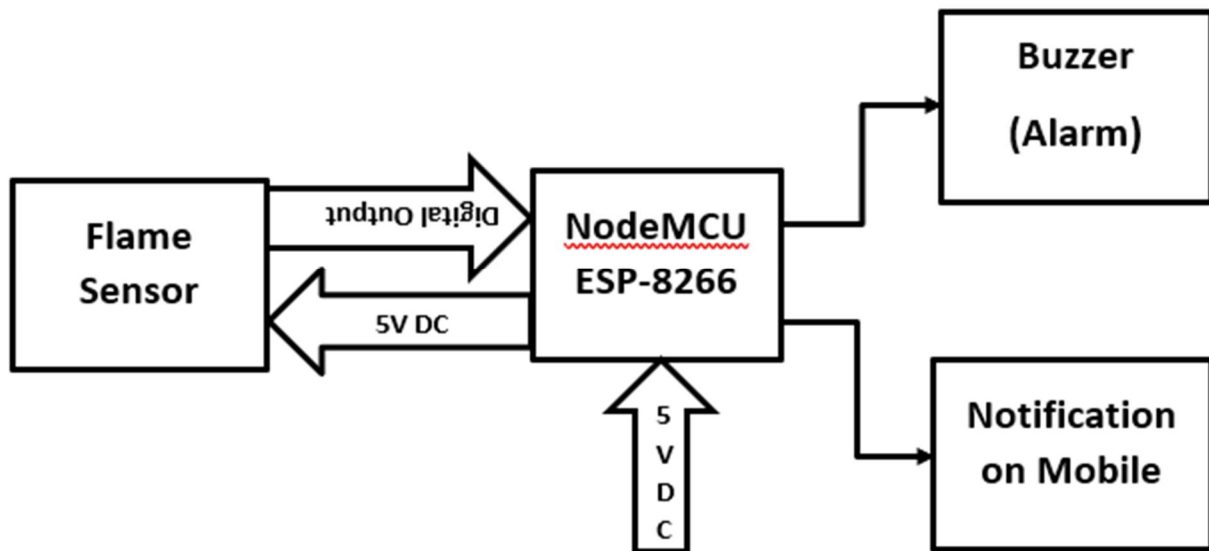 Buzzer
(Alarm)
Flame
Sensor
Digital Output
NodeMCU
ESP-8266
5V DC
5
V
D
C
Notification
on Mobile